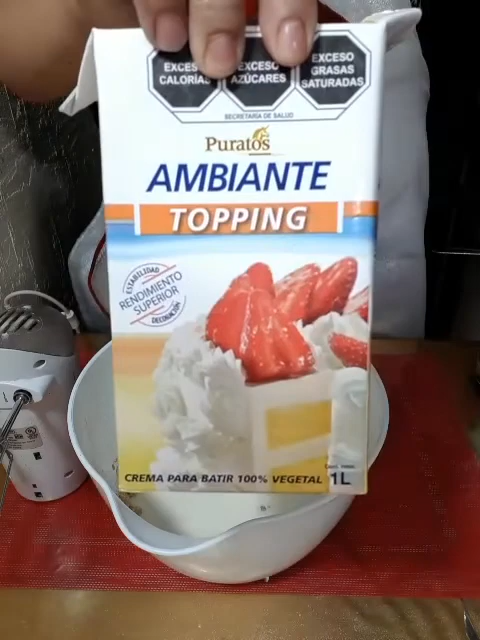 EXCESO CALORÍAS
EXCESO AZÚCARES
EXCESO GRASAS SATURADAS
SECRETARÍA DE SALUD
Puratos
AMBIANTE
TOPPING
ESTABILIDAD
RENDIMIENTO
SUPERIOR
DECORACIÓN
CREMA PARA BATIR 100% VEGETAL
1L